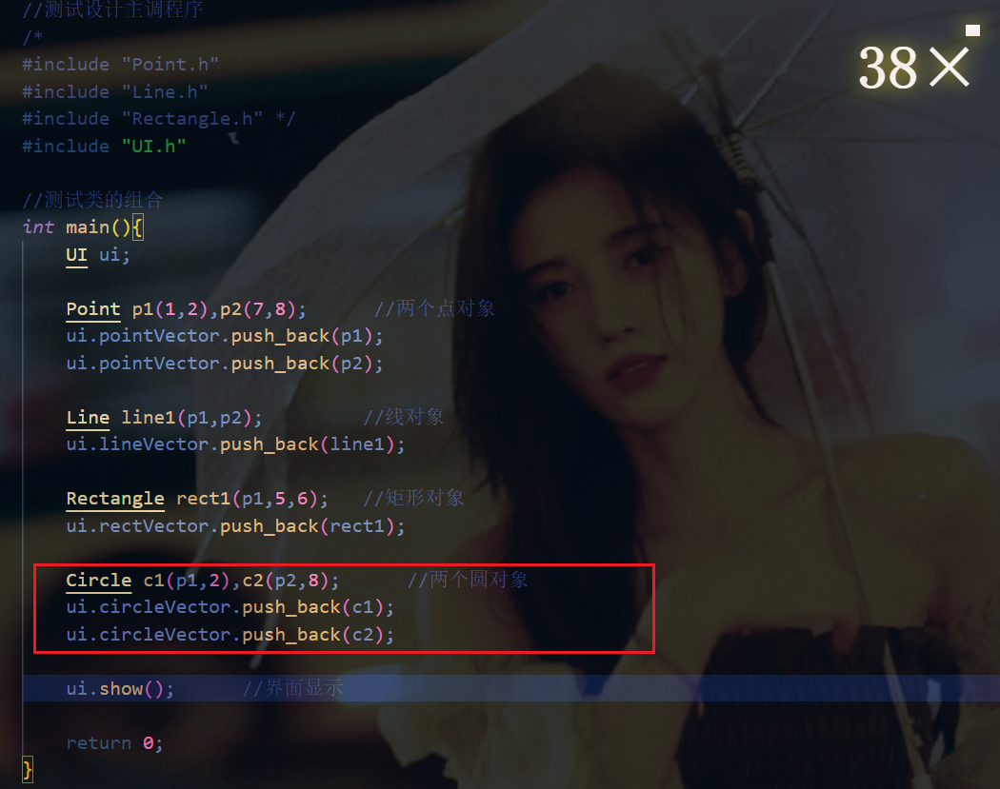 //测试设计主调程序
/*
#include "Point.h"
38×
#include "Line.h"
#include "Rectangle.h" */
#include "UI.h"
//测试类的组合
int main(){
UI ui;
Point p1(1,2),p2(7,8); //两个点对象
ui.pointVector.push_back(p1);
ui.pointVector.push_back(p2);
Line line1(p1,p2); //线对象
ui.lineVector.push_back(line1);
Rectangle rect1(p1,5,6); //矩形对象
ui.rectVector.push_back(rect1);
Circle c1(p1,2),c2(p2,8); //两个圆对象
ui.circleVector.push_back(c1);
ui.circleVector.push_back(c2);
ui.show(); //界面显示
return 0;
}